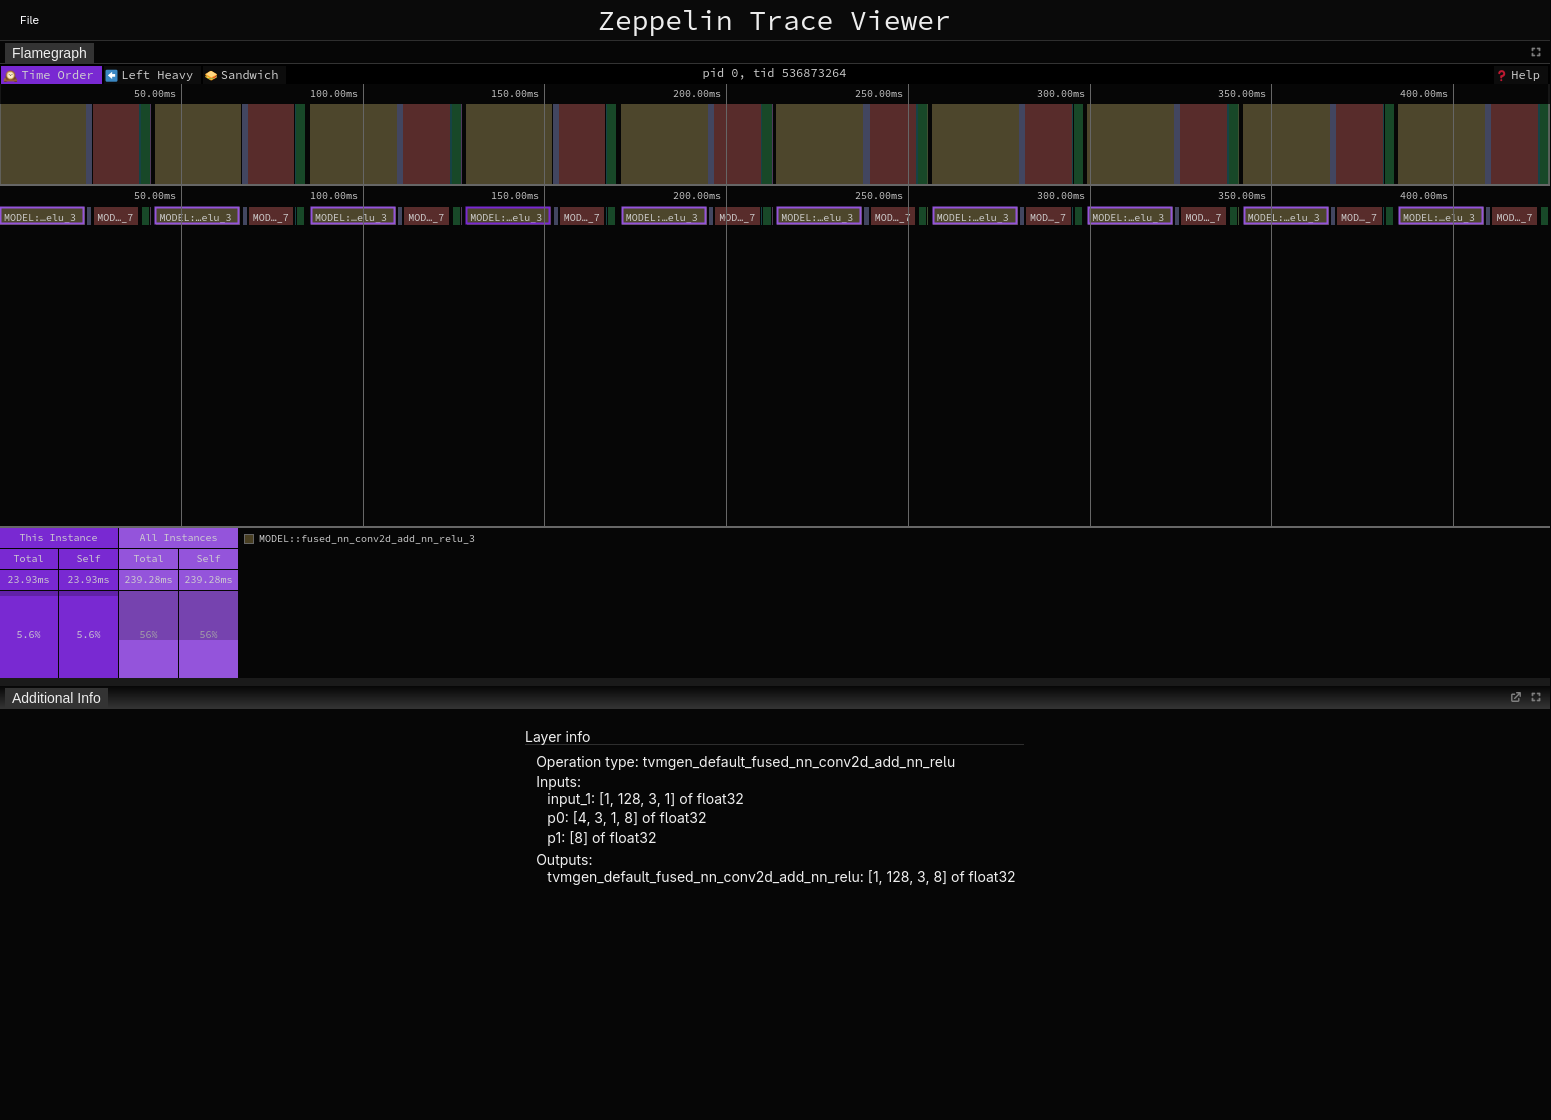 File
Zeppelin Trace Viewer
Flamegraph
Time Order Left Heavy Sandwich pid 0, tid 536873264 Help
50.00ms 100.00ms 150.00ms 200.00ms 250.00ms 300.00ms 350.00ms 400.00ms
50.00ms 100.00ms 150.00ms 200.00ms 250.00ms 300.00ms 350.00ms 400.00ms
MODEL:…elu_3 MOD…_7 MODEL:…elu_3 MOD…_7 MODEL:…elu_3 MOD…_7 MODEL:…elu_3 MOD…_7 MODEL:…elu_3 MOD…_7 MODEL:…elu_3 MOD…_7 MODEL:…elu_3 MOD…_7 MODEL:…elu_3 MOD…_7 MODEL:…elu_3 MOD…_7 MODEL:…elu_3 MOD…_7
This Instance All Instances MODEL::fused_nn_conv2d_add_nn_relu_3
Total Self Total Self
23.93ms 23.93ms 239.28ms 239.28ms
5.6% 5.6% 56% 56%
Additional Info
Layer info
Operation type: tvmgen_default_fused_nn_conv2d_add_nn_relu
Inputs:
input_1: [1, 128, 3, 1] of float32
p0: [4, 3, 1, 8] of float32
p1: [8] of float32
Outputs:
tvmgen_default_fused_nn_conv2d_add_nn_relu: [1, 128, 3, 8] of float32